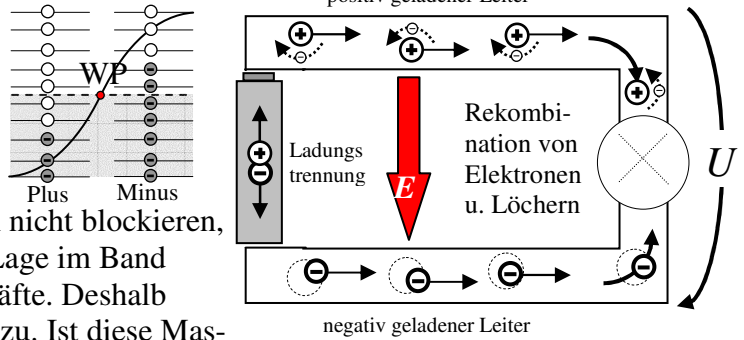 positiv geladener Leiter
WP
Plus Minus
Ladungs
trennung
E
Rekombi-
nation von
Elektronen
u. Löchern
U
negativ geladener Leiter
nicht blockieren,
Lage im Band
zu. Ist diese Mas-
äfte. Deshalb